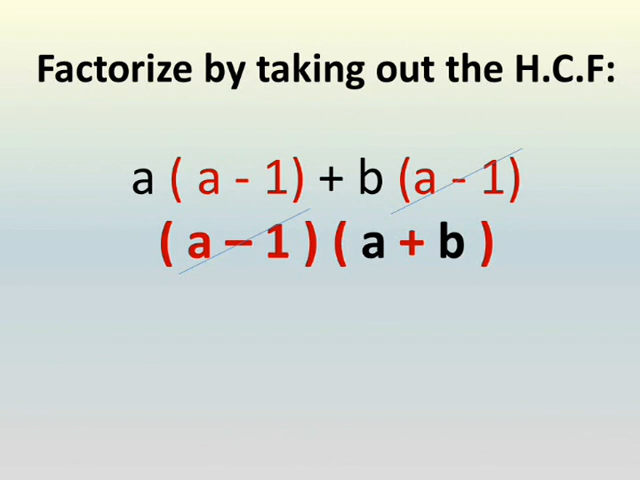 Factorize by taking out the H.C.F:
a ( a - 1) + b (a - 1)
( a – 1 ) ( a + b )